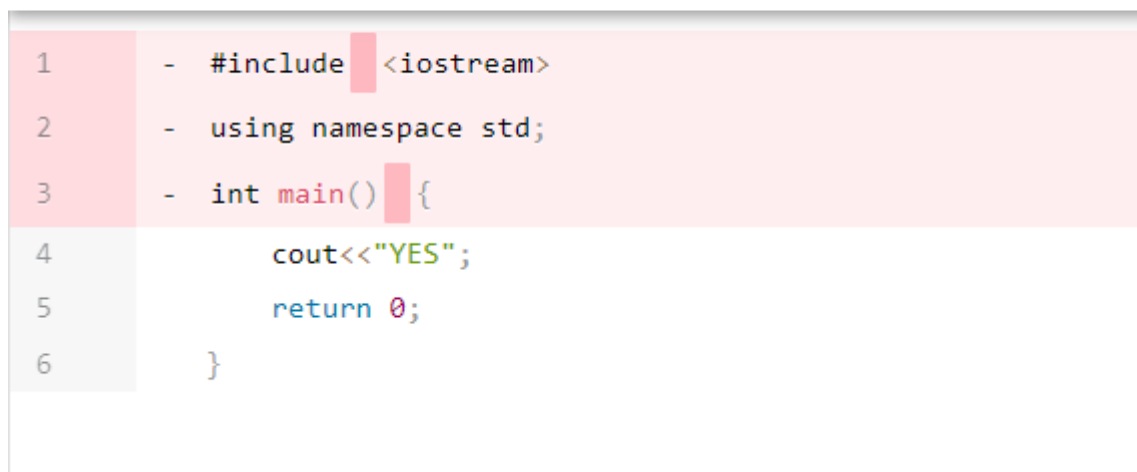 1 - #include  <iostream>
2 - using namespace std;
3 - int main() {
4 cout<<"YES";
5 return 0;
6 }